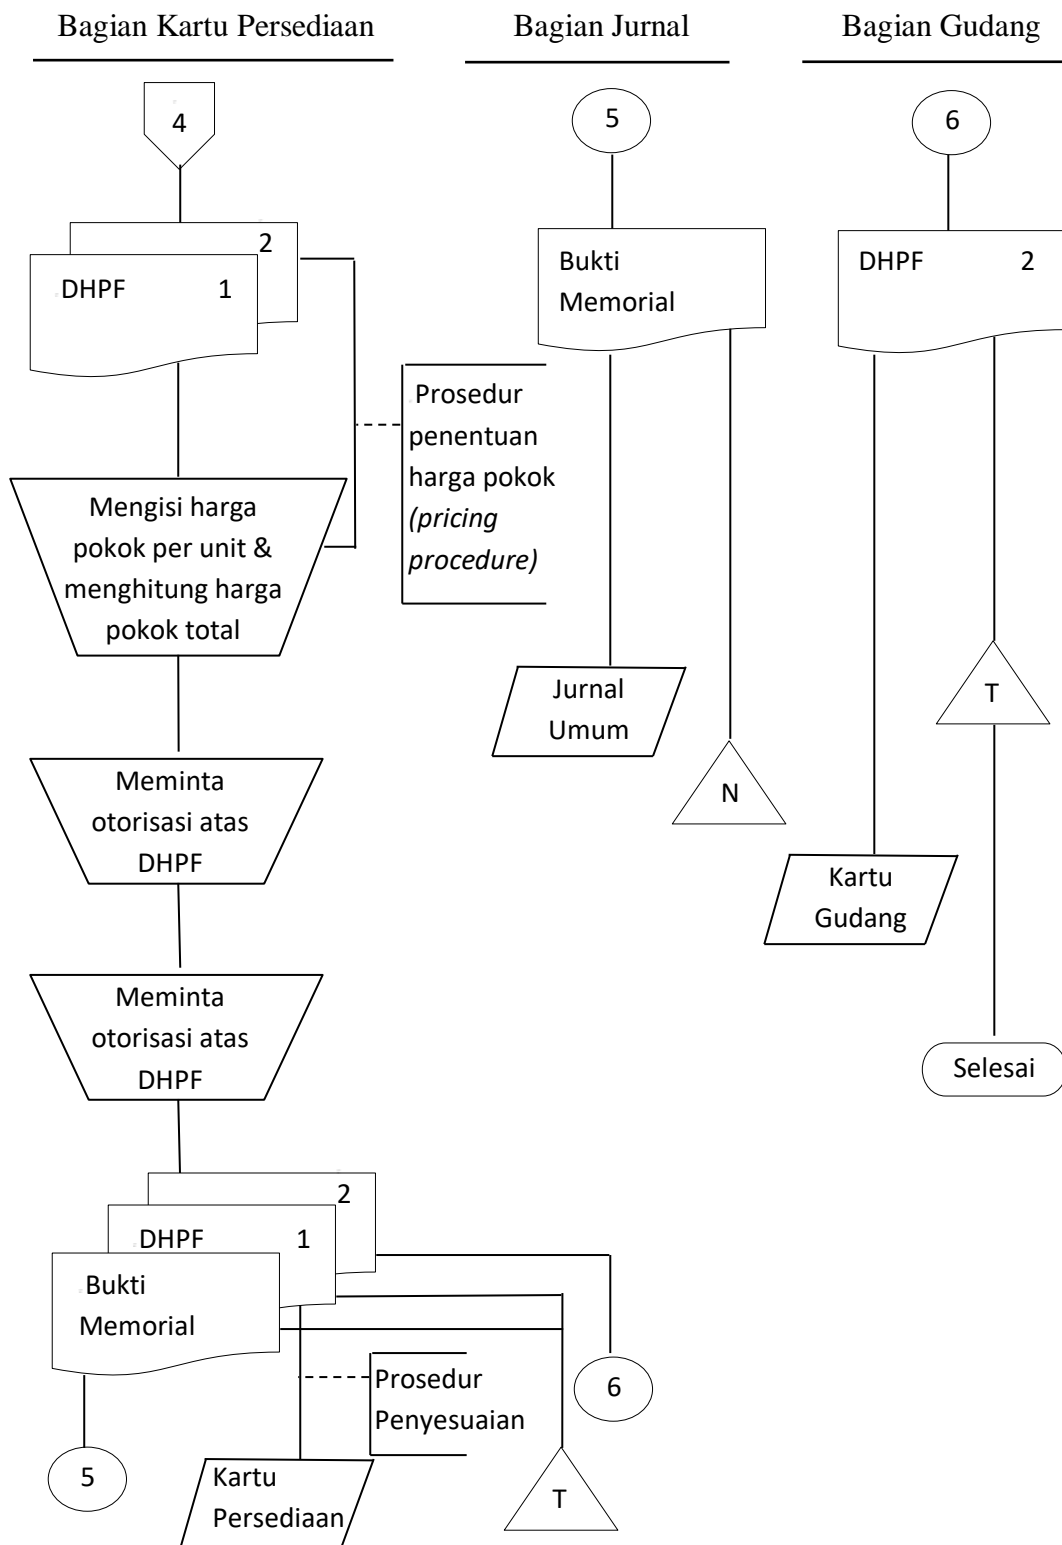 Bagian Kartu Persediaan
4
2
DHPF 1
Prosedur
penentuan
harga pokok
(pricing
procedure)
Mengisi harga
pokok per unit &
menghitung harga
pokok total
Meminta
otorisasi atas
DHPF
Meminta
otorisasi atas
DHPF
2
DHPF 1
Bukti
Memorial
Prosedur
Penyesuaian
6
5
Kartu
Persediaan
T
Bagian Jurnal
5
Bukti
Memorial
Jurnal
Umum
N
Bagian Gudang
6
DHPF 2
T
Kartu
Gudang
Selesai